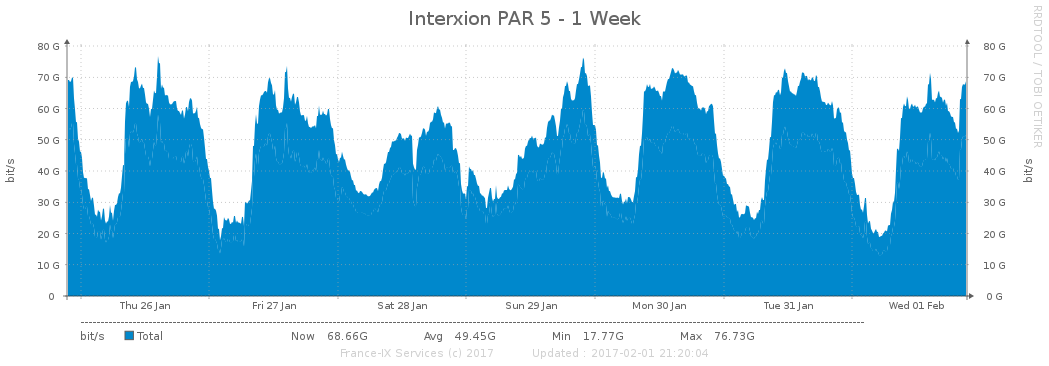 Interxion PAR 5 - 1 Week
RRDTOOL / TOBI OETIKER
80 G 80 G
70 G 70 G
60 G 60 G
50 G 50 G
40 G 40 G
30 G 30 G
20 G 20 G
10 G 10 G
0 0 G
bit/s bit/s
Thu 26 Jan Fri 27 Jan Sat 28 Jan Sun 29 Jan Mon 30 Jan Tue 31 Jan Wed 01 Feb
bit/s Total Now 68.66G Avg 49.45G Min 17.77G Max 76.73G
France-IX Services (c) 2017 Updated : 2017-02-01 21:20:04